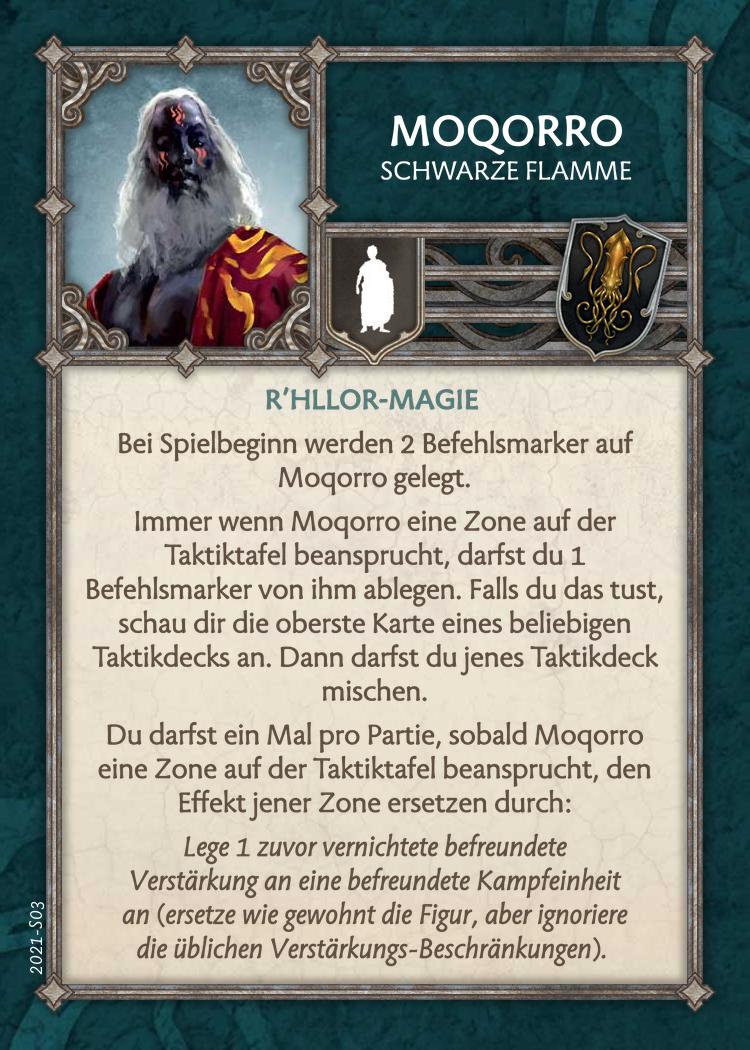 MOQORRO
SCHWARZE FLAMME
R’HLLOR-MAGIE
Bei Spielbeginn werden 2 Befehlsmarker auf
Moqorro gelegt.
Immer wenn Moqorro eine Zone auf der
Taktiktafel beansprucht, darfst du 1
Befehlsmarker von ihm ablegen. Falls du das tust,
schau dir die oberste Karte eines beliebigen
Taktikdecks an. Dann darfst du jenes Taktikdeck
mischen.
Du darfst ein Mal pro Partie, sobald Moqorro
eine Zone auf der Taktiktafel beansprucht, den
Effekt jener Zone ersetzen durch:
Lege 1 zuvor vernichtete befreundete
Verstärkung an eine befreundete Kampfeinheit
an (ersetze wie gewohnt die Figur, aber ignoriere
die üblichen Verstärkungs-Beschränkungen).
2021-S03